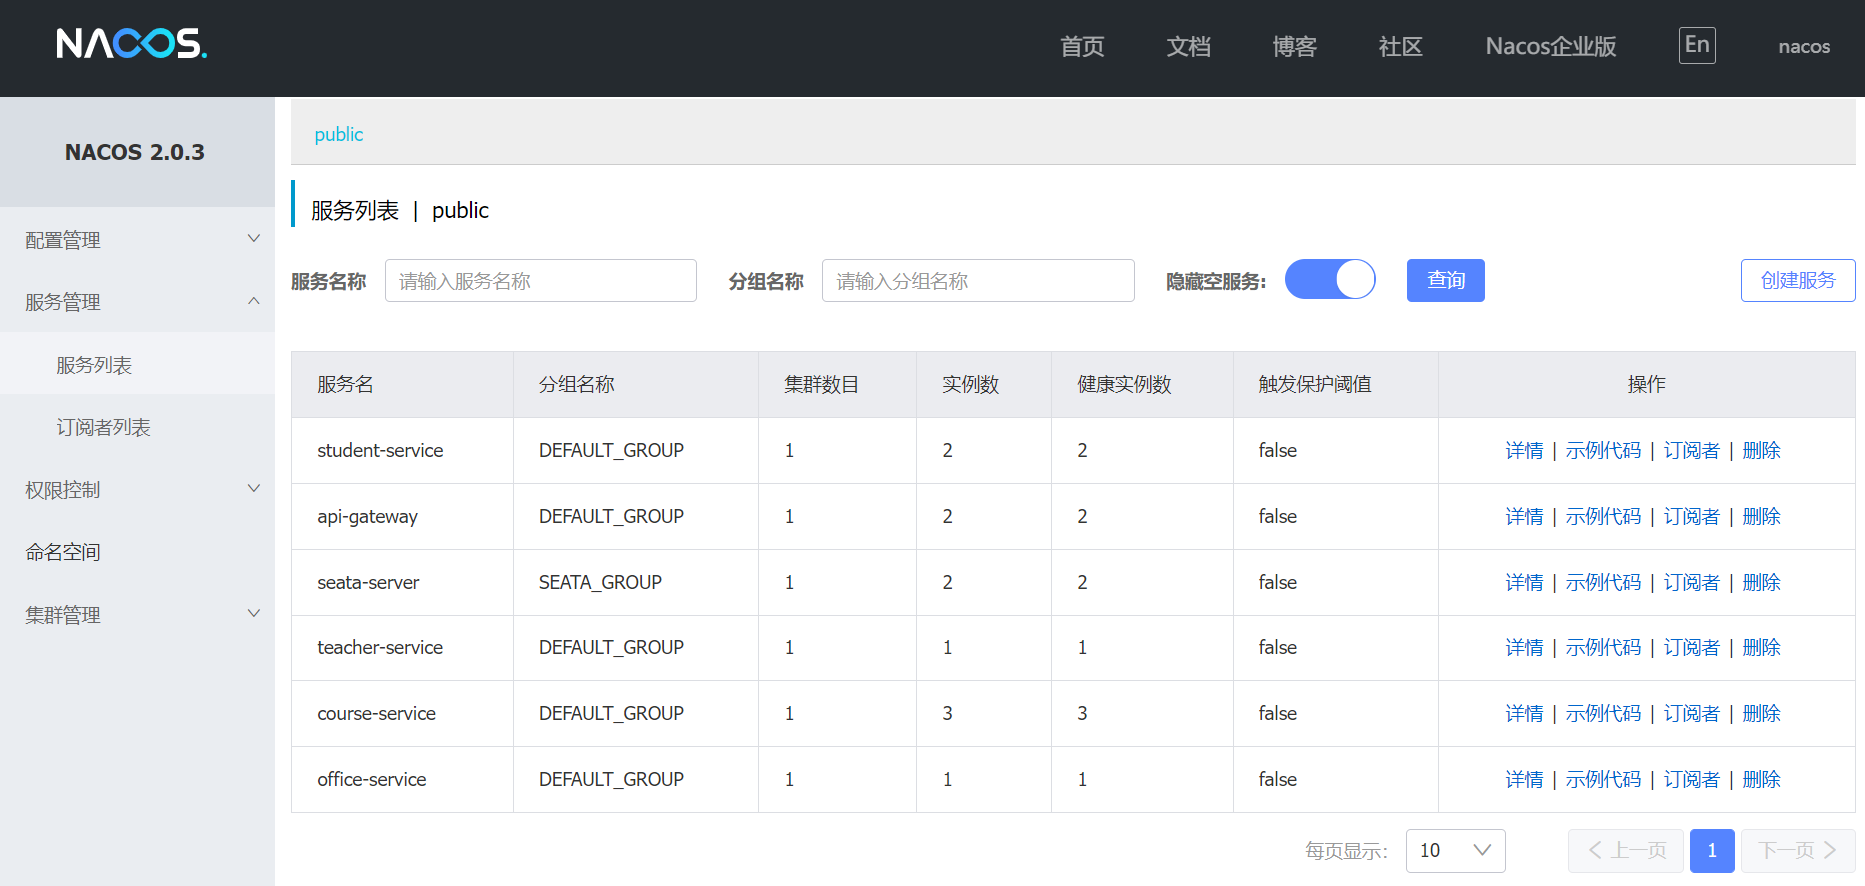 NACOS.
首页 文档 博客 社区 Nacos企业版 En nacos
NACOS 2.0.3
配置管理
服务管理
服务列表
订阅者列表
权限控制
命名空间
集群管理
public
服务列表 | public
服务名称 请输入服务名称 分组名称 请输入分组名称 隐藏空服务: 查询 创建服务
服务名 分组名称 集群数目 实例数 健康实例数 触发保护阈值 操作
student-service DEFAULT_GROUP 1 2 2 false 详情 | 示例代码 | 订阅者 | 删除
api-gateway DEFAULT_GROUP 1 2 2 false 详情 | 示例代码 | 订阅者 | 删除
seata-server SEATA_GROUP 1 2 2 false 详情 | 示例代码 | 订阅者 | 删除
teacher-service DEFAULT_GROUP 1 1 1 false 详情 | 示例代码 | 订阅者 | 删除
course-service DEFAULT_GROUP 1 3 3 false 详情 | 示例代码 | 订阅者 | 删除
office-service DEFAULT_GROUP 1 1 1 false 详情 | 示例代码 | 订阅者 | 删除
每页显示: 10 上一页 1 下一页